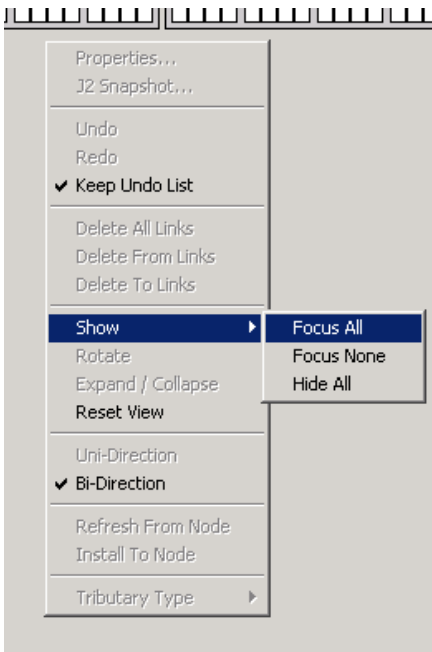 Properties...
J2 Snapshot...
Undo
Redo
Keep Undo List
Delete All Links
Delete From Links
Delete To Links
Show
Focus All
Rotate
Focus None
Expand / Collapse
Hide All
Reset View
Uni-Direction
Bi-Direction
Refresh From Node
Install To Node
Tributary Type